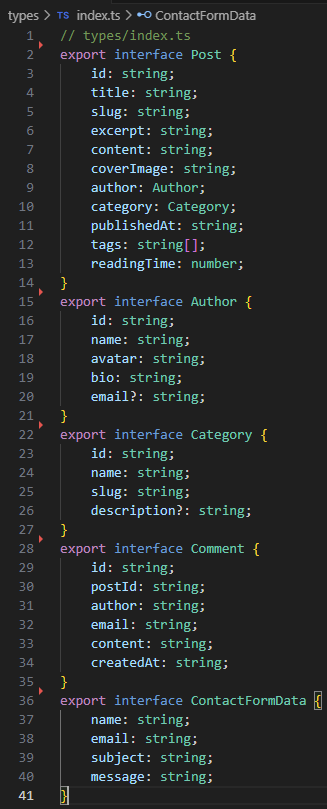 types > TS index.ts > ContactFormData
1 // types/index.ts
2 export interface Post {
3     id: string;
4     title: string;
5     slug: string;
6     excerpt: string;
7     content: string;
8     coverImage: string;
9     author: Author;
10     category: Category;
11     publishedAt: string;
12     tags: string[];
13     readingTime: number;
14 }
15 export interface Author {
16     id: string;
17     name: string;
18     avatar: string;
19     bio: string;
20     email?: string;
21 }
22 export interface Category {
23     id: string;
24     name: string;
25     slug: string;
26     description?: string;
27 }
28 export interface Comment {
29     id: string;
30     postId: string;
31     author: string;
32     email: string;
33     content: string;
34     createdAt: string;
35 }
36 export interface ContactFormData {
37     name: string;
38     email: string;
39     subject: string;
40     message: string;
41 }